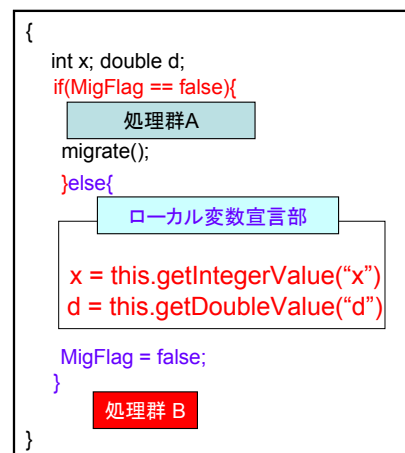 {
int x; double d;
if(MigFlag == false){
処理群A
migrate();
}else{
ローカル変数宣言部
x = this.getIntegerValue(“x”)
d = this.getDoubleValue(“d”)
MigFlag = false;
}
処理群 B
}